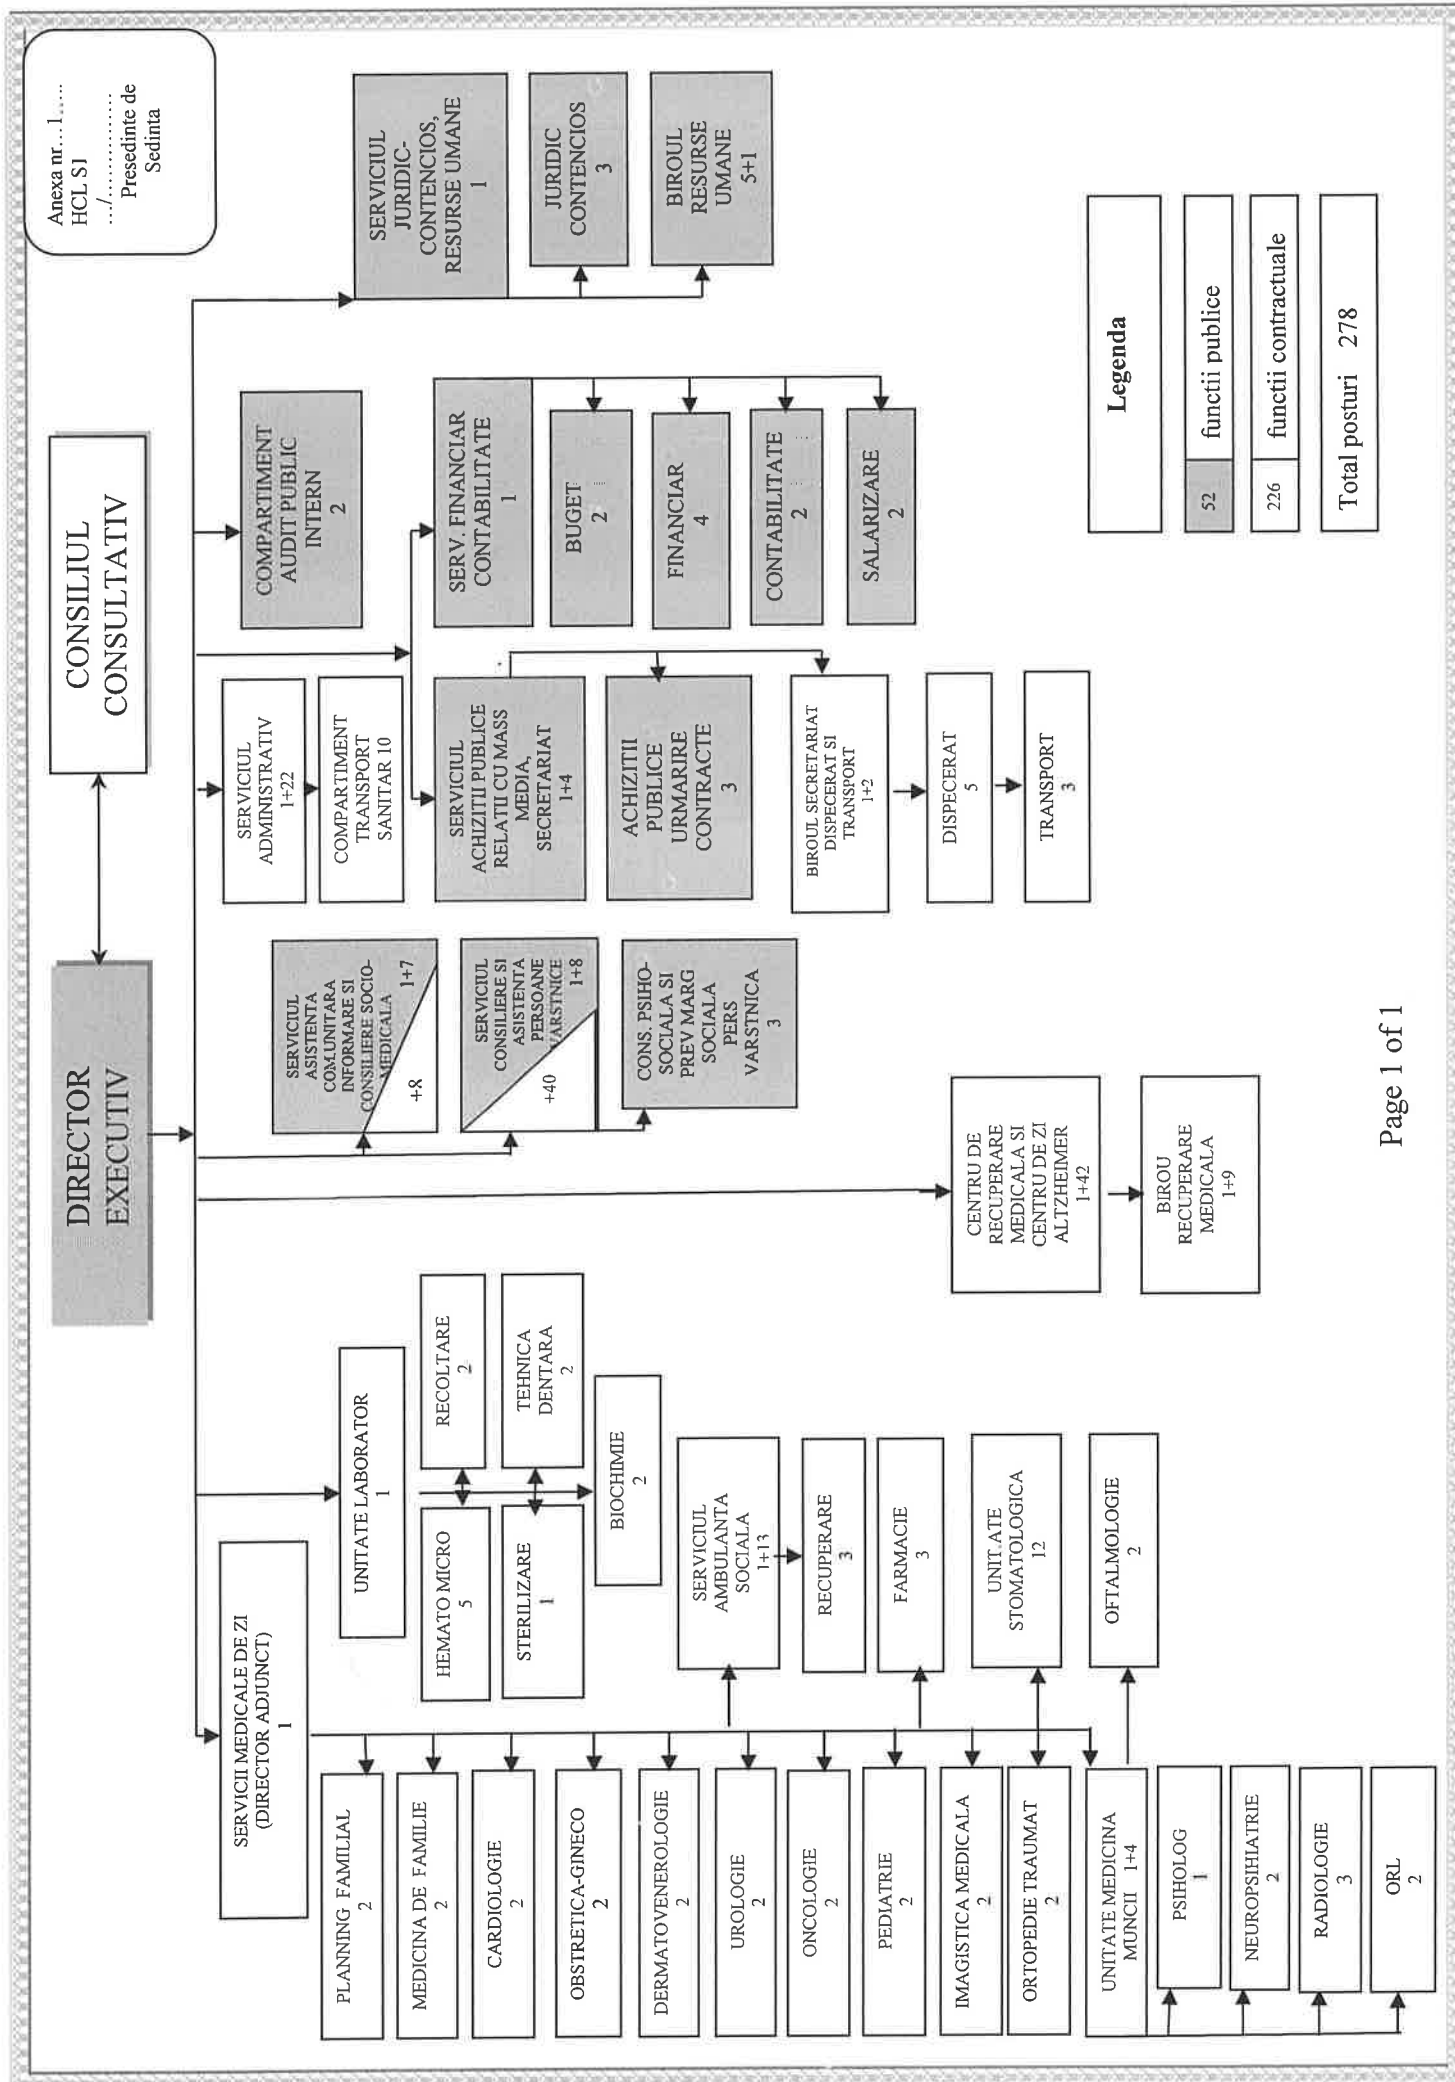 Anexa nr...1.....
HCL SJ
.../...............
Presedinte de
Sedinta
DIRECTOR
EXECUTIV
CONSILIUL
CONSULTATIV
SERVICII MEDICALE DE ZI
(DIRECTOR ADJUNCT)
1
PLANNING FAMILIAL
2
MEDICINA DE FAMILIE
2
CARDIOLOGIE
2
OBSTRETICA-GINECO
2
DERMATOVENEROLOGIE
2
UROLOGIE
2
ONCOLOGIE
2
PEDIATRIE
2
IMAGISTICA MEDICALA
2
ORTOPEDIE TRAUMAT
2
UNITATE MEDICINA
MUNCII 1+4
PSIHOLOG
1
NEUROPSIHIATRIE
2
RADIOLOGIE
3
ORL
2
UNITATE LABORATOR
1
HEMATO MICRO
5
RECOLTARE
2
STERILIZARE
1
TEHNICA
DENTARA
2
BIOCHIMIE
2
SERVICIUL
AMBULANTA
SOCIALA
1+13
RECUPERARE
3
FARMACIE
3
UNITATE
STOMATOLOGICA
12
OFTALMOLOGIE
2
CENTRU DE
RECUPERARE
MEDICALA SI
CENTRU DE ZI
ALTZHEIMER
1+42
BIROU
RECUPERARE
MEDICALA
1+9
SERVICIUL
ASISTENTA
COMUNITARA
INFORMARE SI
CONSILIERE SOCIO-
MEDICALA 1+7
+8
SERVICIUL
CONSILIERE SI
ASISTENTA
PERSOANE
VARSTNICE 1+8
+40
CONS. PSIHO-
SOCIALA SI
PREV MARG
SOCIALA
PERS
VARSTNICA
3
SERVICIUL
ADMINISTRATIV
1+22
COMPARTIMENT
TRANSPORT
SANITAR 10
SERVICIUL
ACHIZITII PUBLICE
RELATII CU MASS
MEDIA,
SECRETARIAT
1+4
ACHIZITII
PUBLICE
URMARIRE
CONTRACTE
3
BIROUL SECRETARIAT
DISPECERAT SI
TRANSPORT
1+2
DISPECERAT
5
TRANSPORT
3
COMPARTIMENT
AUDIT PUBLIC
INTERN
2
SERV. FINANCIAR
CONTABILITATE
1
BUGET
2
FINANCIAR
4
CONTABILITATE
2
SALARIZARE
2
SERVICIUL
JURIDIC-
CONTENCIOS,
RESURSE UMANE
1
JURIDIC
CONTENCIOS
3
BIROUL
RESURSE
UMANE
5+1
Legenda
52 functii publice
226 functii contractuale
Total posturi 278
Page 1 of 1